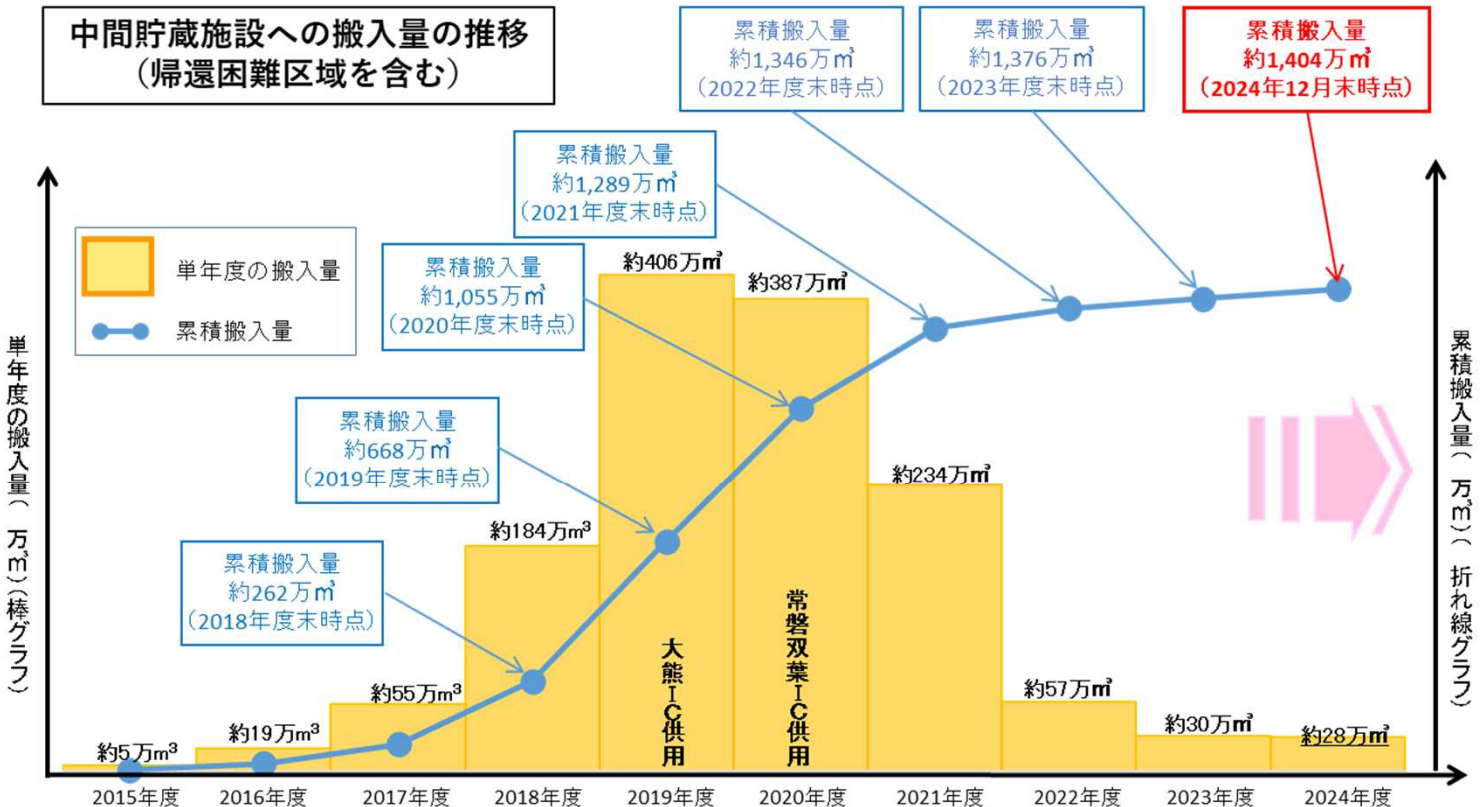 中間貯蔵施設への搬入量の推移
（帰還困難区域を含む）
累積搬入量
約1,346万㎥
（2022年度末時点）
累積搬入量
約1,376万㎥
（2023年度末時点）
累積搬入量
約1,404万㎥
（2024年12月末時点）
累積搬入量
約1,289万㎥
（2021年度末時点）
単年度の搬入量
累積搬入量
累積搬入量
約1,055万㎥
（2020年度末時点）
累積搬入量
約668万㎥
（2019年度末時点）
累積搬入量
約262万㎥
（2018年度末時点）
単年度の搬入量（　万㎥）（棒グラフ）
累積搬入量（　万㎥）（　折れ線グラフ）
約5万m³
約19万m³
約55万m³
約184万m³
約406万㎥
約387万㎥
約234万㎥
約57万㎥
約30万㎥
約28万㎥
大熊IC供用
常磐双葉IC供用
2015年度
2016年度
2017年度
2018年度
2019年度
2020年度
2021年度
2022年度
2023年度
2024年度